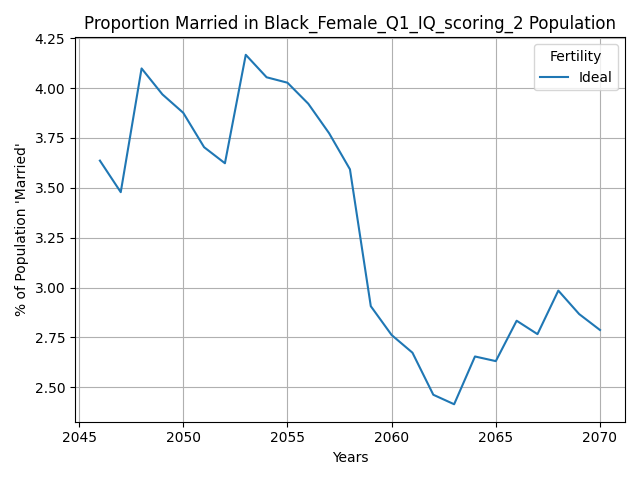 Proportion Married in Black_Female_Q1_IQ_scoring_2 Population
Fertility
Ideal
% of Population 'Married'
4.25
4.00
3.75
3.50
3.25
3.00
2.75
2.50
2045 2050 2055 2060 2065 2070
Years